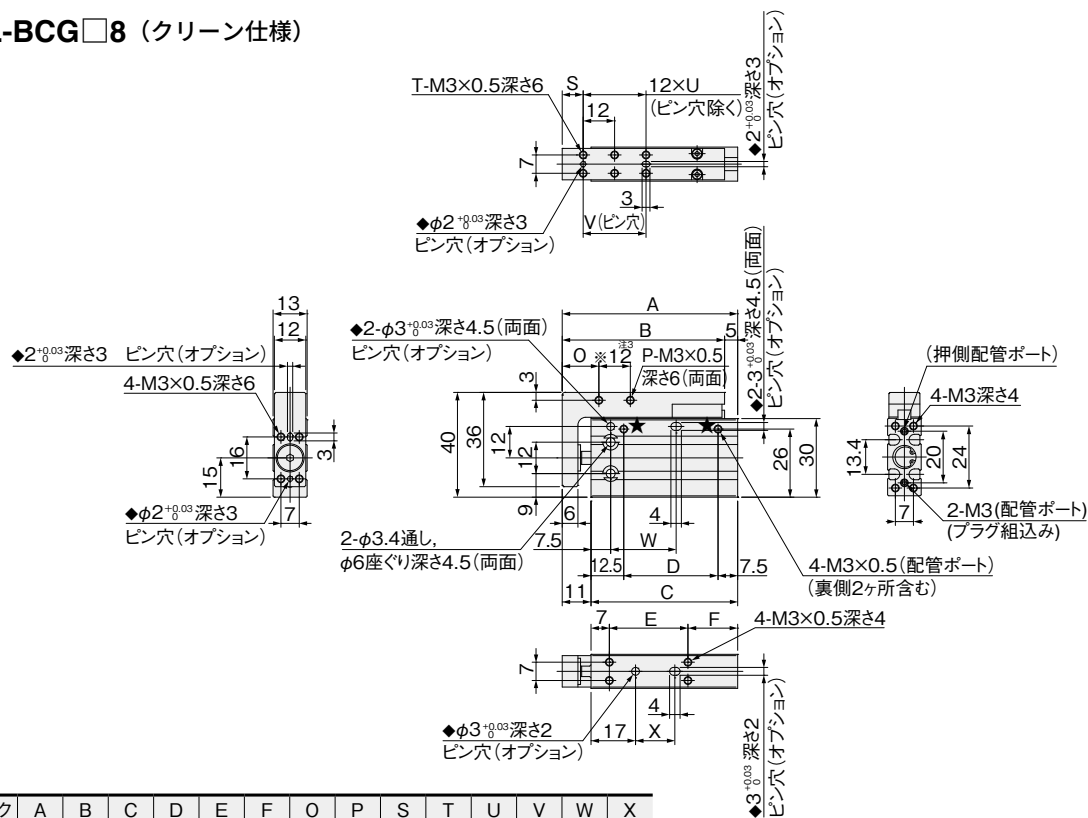 -BCG□8（クリーン仕様）
T-M3×0.5深さ6
S
12×U
（ピン穴除く）
12
7
3
V（ピン穴）
◆2 +0.03 0 深さ3
ピン穴（オプション）
◆φ2 +0.03 0 深さ3
ピン穴（オプション）
13
12
◆2 +0.03 0 深さ3 ピン穴（オプション）
4-M3×0.5深さ6
16
15
3
7
◆φ2 +0.03 0 深さ3
ピン穴（オプション）
A
B
5
◆2-φ3 +0.03 0 深さ4.5（両面）
ピン穴（オプション）
O
※12 注3
P-M3×0.5
深さ6（両面）
◆2-3 +0.03 0 深さ4.5（両面）
ピン穴（オプション）
3
40
36
12
12
9
6
★
★
26
30
4
7.5
W
12.5
D
7.5
11
C
2-φ3.4通し，
φ6座ぐり深さ4.5（両面）
4-M3×0.5（配管ポート）
（裏側2ヶ所含む）
（押側配管ポート）
4-M3深さ4
13.4
20
24
7
2-M3（配管ポート）
（プラグ組込み）
7
E
F
4-M3×0.5深さ4
7
4
17
X
◆φ3 +0.03 0 深さ2
ピン穴（オプション）
◆3 +0.03 0 深さ2
ピン穴（オプション）
ク A B C D E F O P S T U V W X